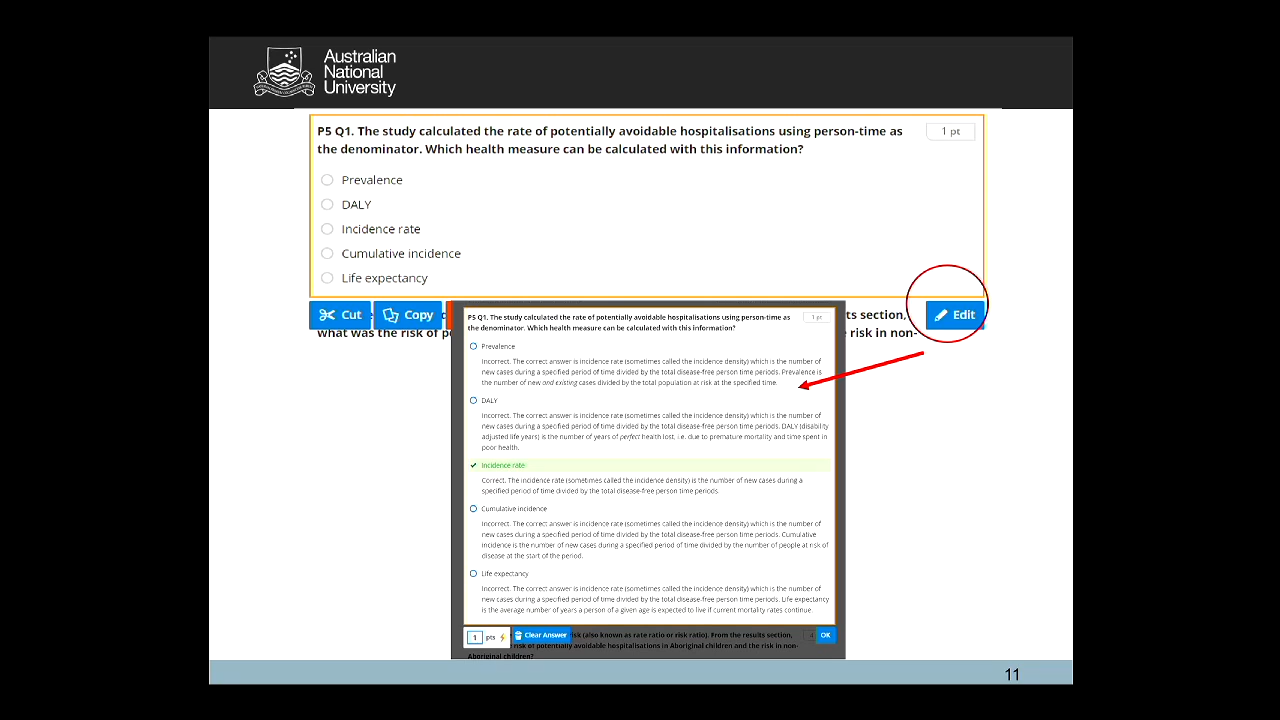 Australian
National
University
P5 Q1. The study calculated the rate of potentially avoidable hospitalisations using person-time as
the denominator. Which health measure can be calculated with this information?
1 pt
Prevalence
DALY
Incidence rate
Cumulative incidence
Life expectancy
Cut
Copy
ts section,
Edit
what was the risk of p
e risk in non-
P5 Q1. The study calculated the rate of potentially avoidable hospitalisations using person-time as
the denominator. Which health measure can be calculated with this information?
1 pt
Prevalence
Incorrect. The correct answer is incidence rate (sometimes called the incidence density) which is the number of
new cases during a specified period of time divided by the total disease-free person time periods. Prevalence is
the number of new and existing cases divided by the total population at risk at the specified time.
DALY
Incorrect. The correct answer is incidence rate (sometimes called the incidence density) which is the number of
new cases during a specified period of time divided by the total disease-free person time periods. DALY (disability
adjusted life years) is the number of years of perfect health lost, i.e. due to premature mortality and time spent in
poor health.
Incidence rate
Correct. The incidence rate (sometimes called the incidence density) is the number of new cases during a
specified period of time divided by the total disease-free person time periods.
Cumulative incidence
Incorrect. The correct answer is incidence rate (sometimes called the incidence density) which is the number of
new cases during a specified period of time divided by the total disease-free person time periods. Cumulative
incidence is the number of new cases during a specified period of time divided by the number of people at risk of
disease at the start of the period.
Life expectancy
Incorrect. The correct answer is incidence rate (sometimes called the incidence density) which is the number of
new cases during a specified period of time divided by the total disease-free person time periods. Life expectancy
is the average number of years a person of a given age is expected to live if current mortality rates continue.
1 pts
Clear Answer
isk (also known as rate ratio or risk ratio). From the results section,
OK
risk of potentially avoidable hospitalisations in Aboriginal children and the risk in non-
Aboriginal children?
11